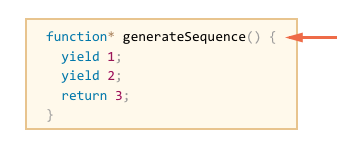 function* generateSequence() {
  yield 1;
  yield 2;
  return 3;
}